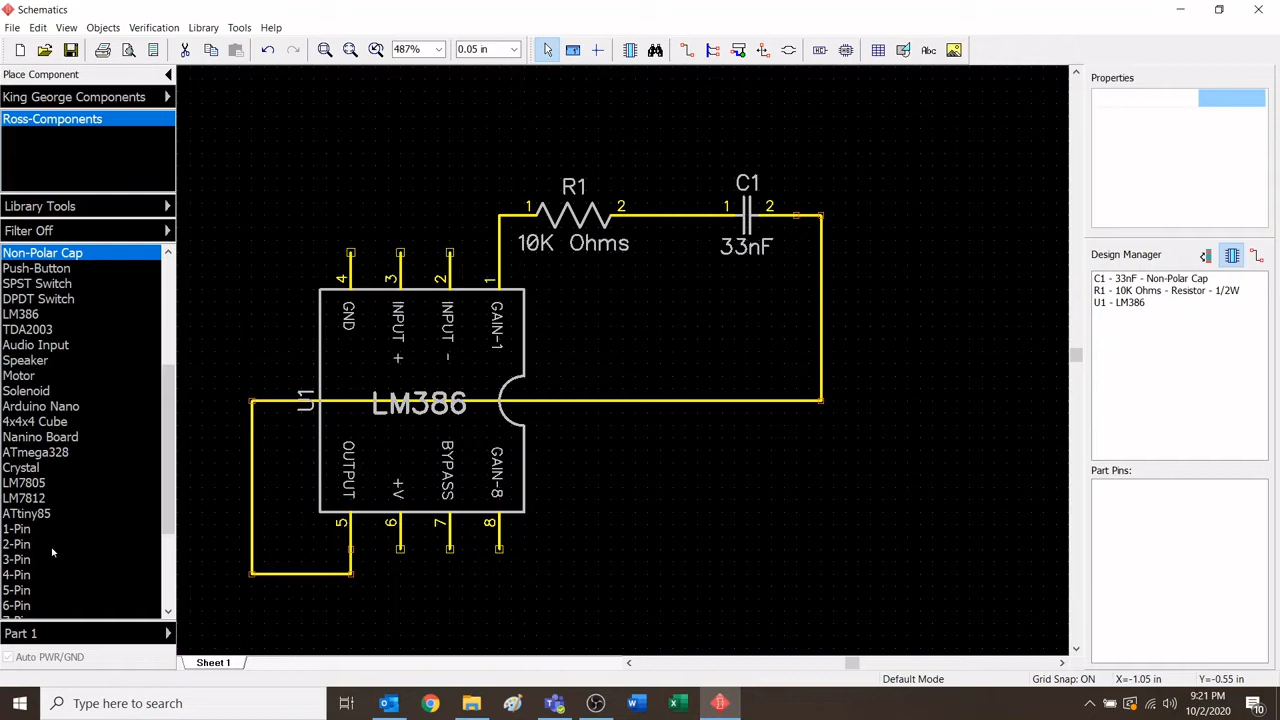 Schematics
File Edit View Objects Verification Library Tools Help
487% 0.05 in Abc
Place Component
King George Components
Ross-Components
Library Tools
Filter Off
Non-Polar Cap
Push-Button
SPST Switch
DPDT Switch
LM386
TDA2003
Audio Input
Speaker
Motor
Solenoid
Arduino Nano
4x4x4 Cube
Nanino Board
ATmega328
Crystal
LM7805
LM7812
ATtiny85
1-Pin
2-Pin
3-Pin
4-Pin
5-Pin
6-Pin
Part 1
Auto PWR/GND
R1
1 2
10K Ohms
C1
1 2
33nF
4 3 2 1
GND INPUT + INPUT - GAIN-1
U1 LM386
OUTPUT +V BYPASS GAIN-8
5 6 7 8
Sheet 1
Properties
Design Manager
C1 - 33nF - Non-Polar Cap
R1 - 10K Ohms - Resistor - 1/2W
U1 - LM386
Part Pins:
Default Mode Grid Snap: ON X=-1.05 in Y=-0.55 in
Type here to search
9:21 PM
10/2/2020
10